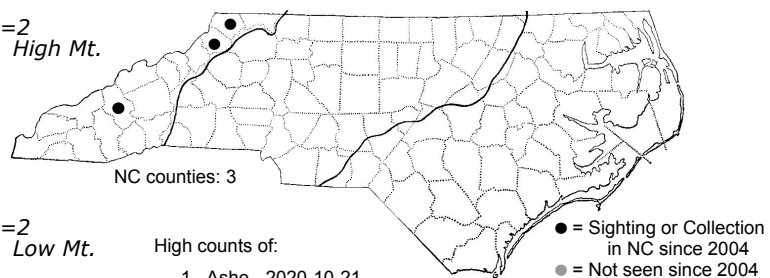 =2
High Mt.
NC counties: 3
=2
Low Mt.
High counts of:
● = Sighting or Collection
in NC since 2004
● = Not seen since 2004